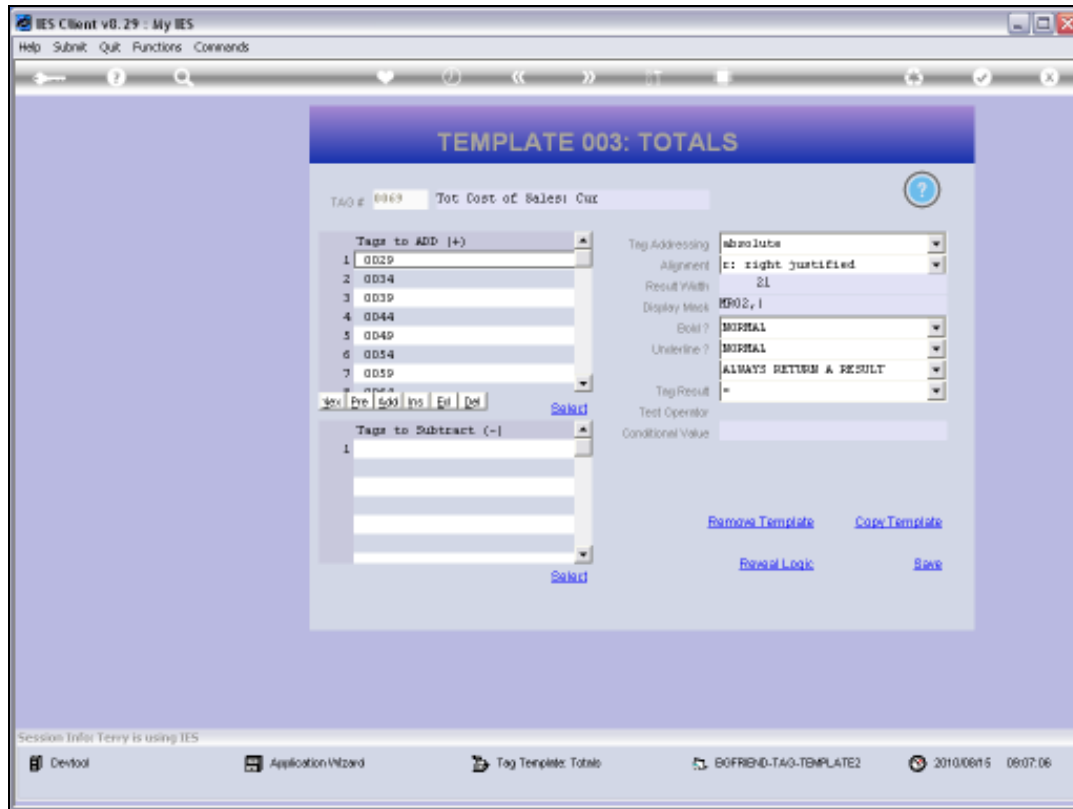 IES Client v8.29 : My IES
Help Submit Quit Functions Commands
TEMPLATE 003: TOTALS
TAG # 0069 Tot Cost of Sales: Cur
Tags to ADD (+)
1 0029
2 0034
3 0039
4 0044
5 0049
6 0054
7 0059
Nex Pre Add Ins Del
Select
Tags to Subtract (-)
1
Select
Tag Addressing absolute
Alignment r: right justified
Result Width 21
Display Mask MR02,
Bold ? NORMAL
Underline ? NORMAL
ALWAYS RETURN A RESULT
Tag Result =
Test Operator
Conditional Value
Remove Template Copy Template
Reveal Logic Save
Session Info: Terry is using IES
Devtool Application Wizard Tag Template: Totals BGFRIEND-TAG-TEMPLATE2 2010/08/15 09:07:06